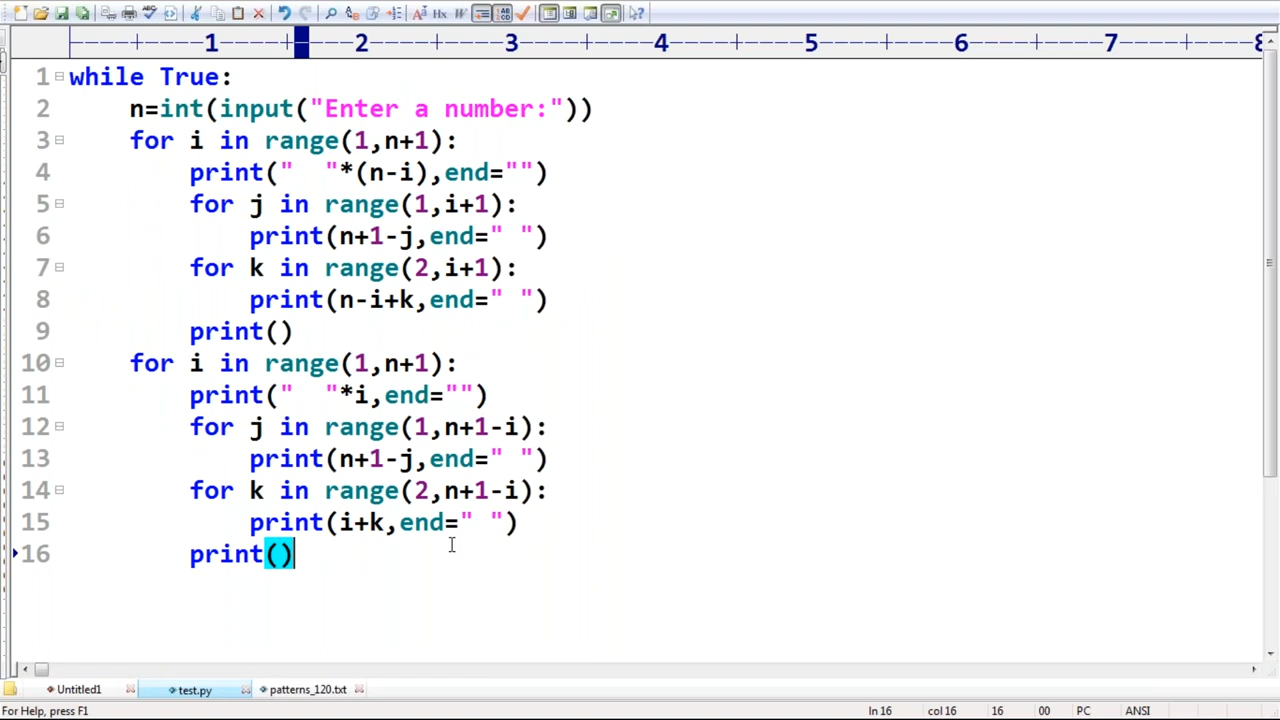 1 2 3 4 5 6 7 8
1 while True:
2     n=int(input("Enter a number:"))
3     for i in range(1,n+1):
4         print("  "*(n-i),end="")
5         for j in range(1,i+1):
6             print(n+1-j,end=" ")
7         for k in range(2,i+1):
8             print(n-i+k,end=" ")
9         print()
10     for i in range(1,n+1):
11         print("  "*i,end="")
12         for j in range(1,n+1-i):
13             print(n+1-j,end=" ")
14         for k in range(2,n+1-i):
15             print(i+k,end=" ")
16         print()
Untitled1 test.py patterns_120.txt
For Help, press F1 ln 16 col 16 16 00 PC ANSI